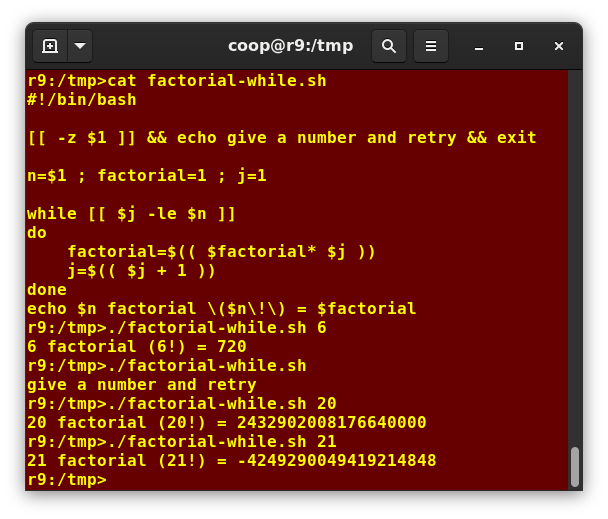 coop@r9:/tmp
r9:/tmp>cat factorial-while.sh
#!/bin/bash
[[ -z $1 ]] && echo give a number and retry && exit
n=$1 ; factorial=1 ; j=1
while [[ $j -le $n ]]
do
    factorial=$(( $factorial* $j ))
    j=$(( $j + 1 ))
done
echo $n factorial \($n\!\) = $factorial
r9:/tmp>./factorial-while.sh 6
6 factorial (6!) = 720
r9:/tmp>./factorial-while.sh
give a number and retry
r9:/tmp>./factorial-while.sh 20
20 factorial (20!) = 2432902008176640000
r9:/tmp>./factorial-while.sh 21
21 factorial (21!) = -4249290049419214848
r9:/tmp>